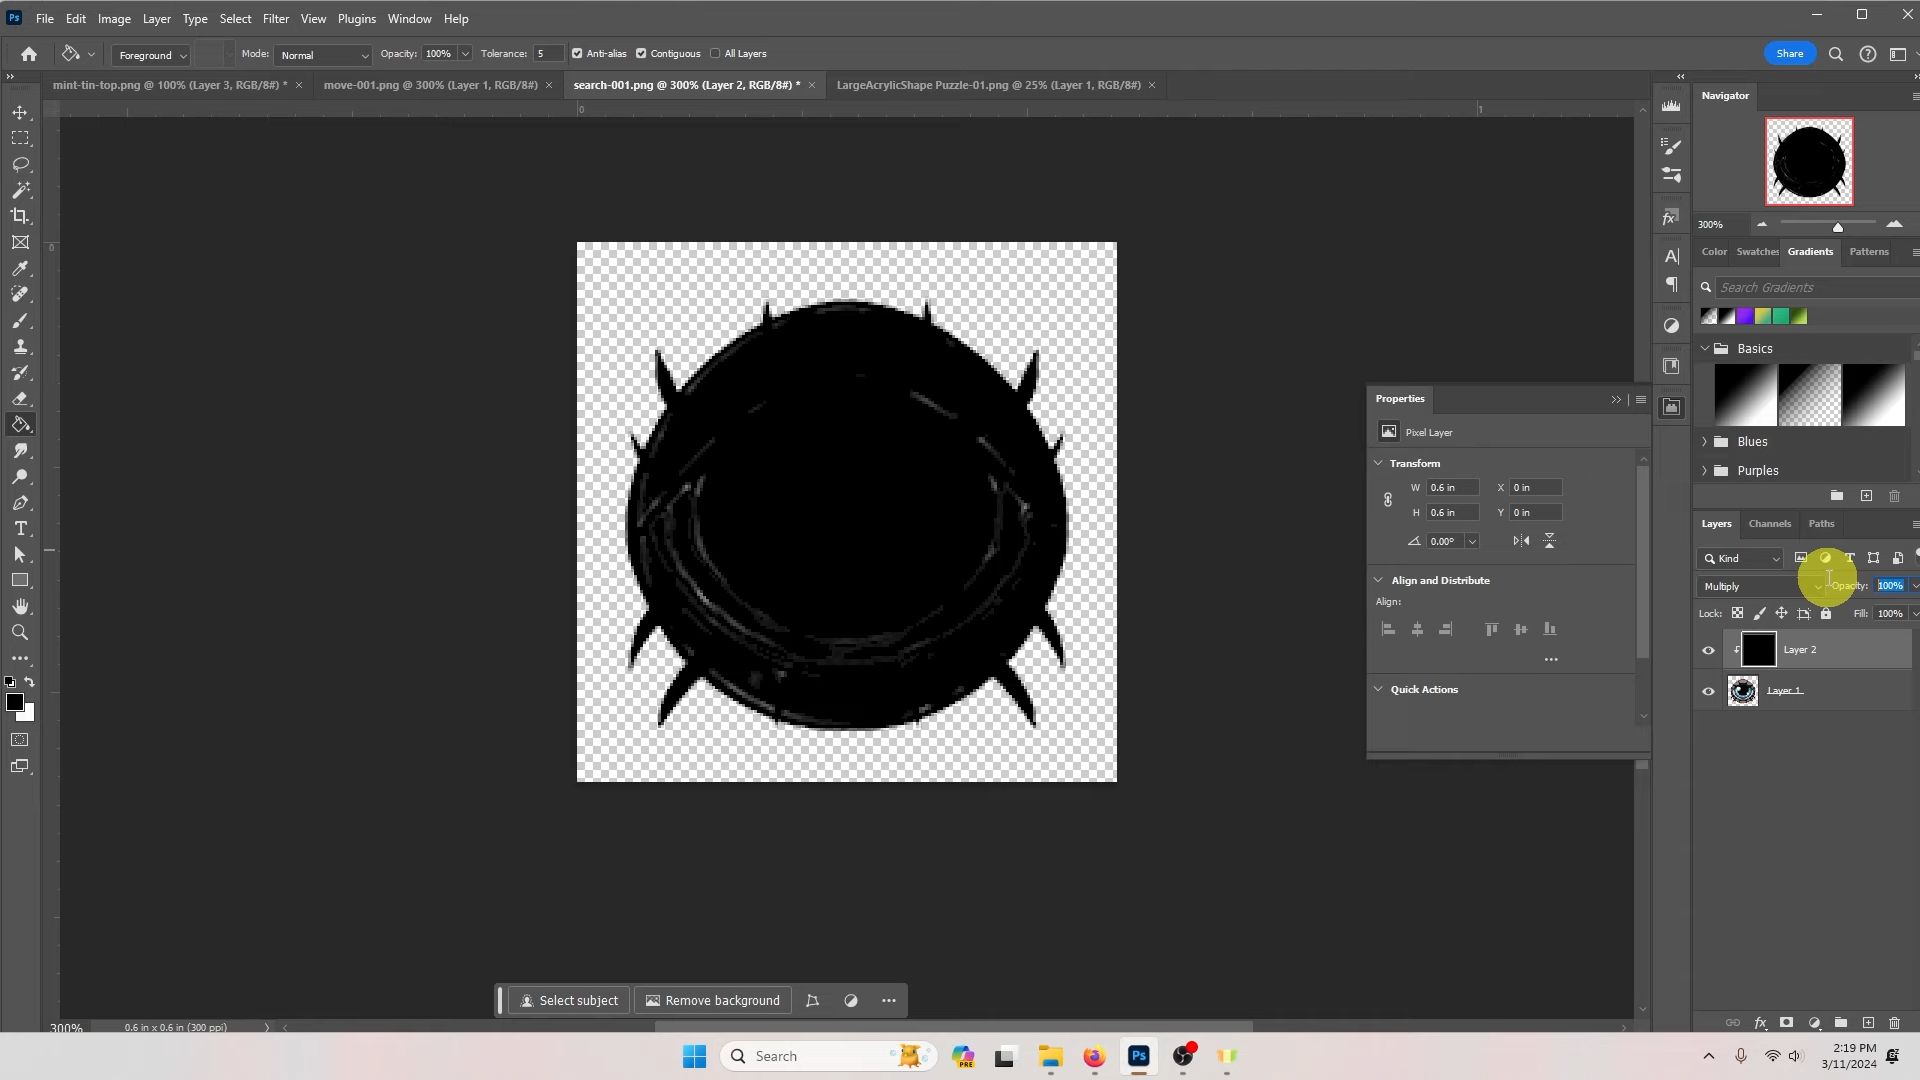 Ps File Edit Image Layer Type Select Filter View Plugins Window Help
Foreground Mode: Normal Opacity: 100% Tolerance: 5 Anti-alias Contiguous All Layers Share
mint-tin-top.png @ 100% (Layer 3, RGB/8#) * × move-001.png @ 300% (Layer 1, RGB/8#) × search-001.png @ 300% (Layer 2, RGB/8#) * × LargeAcrylicShape Puzzle-01.png @ 25% (Layer 1, RGB/8#) ×
Navigator
0 1
0
300%
Color Swatches Gradients Patterns
Search Gradients
Basics
Blues
Purples
Properties
Pixel Layer
Transform
W 0.6 in X 0 in
H 0.6 in Y 0 in
0.00°
Align and Distribute
Align:
Quick Actions
Layers Channels Paths
Kind
Multiply Opacity: 100%
Lock: Fill: 100%
Layer 2
Layer 1
Select subject Remove background
300% 0.6 in x 0.6 in (300 ppi)
Search PRE Ps
2:19 PM
3/11/2024